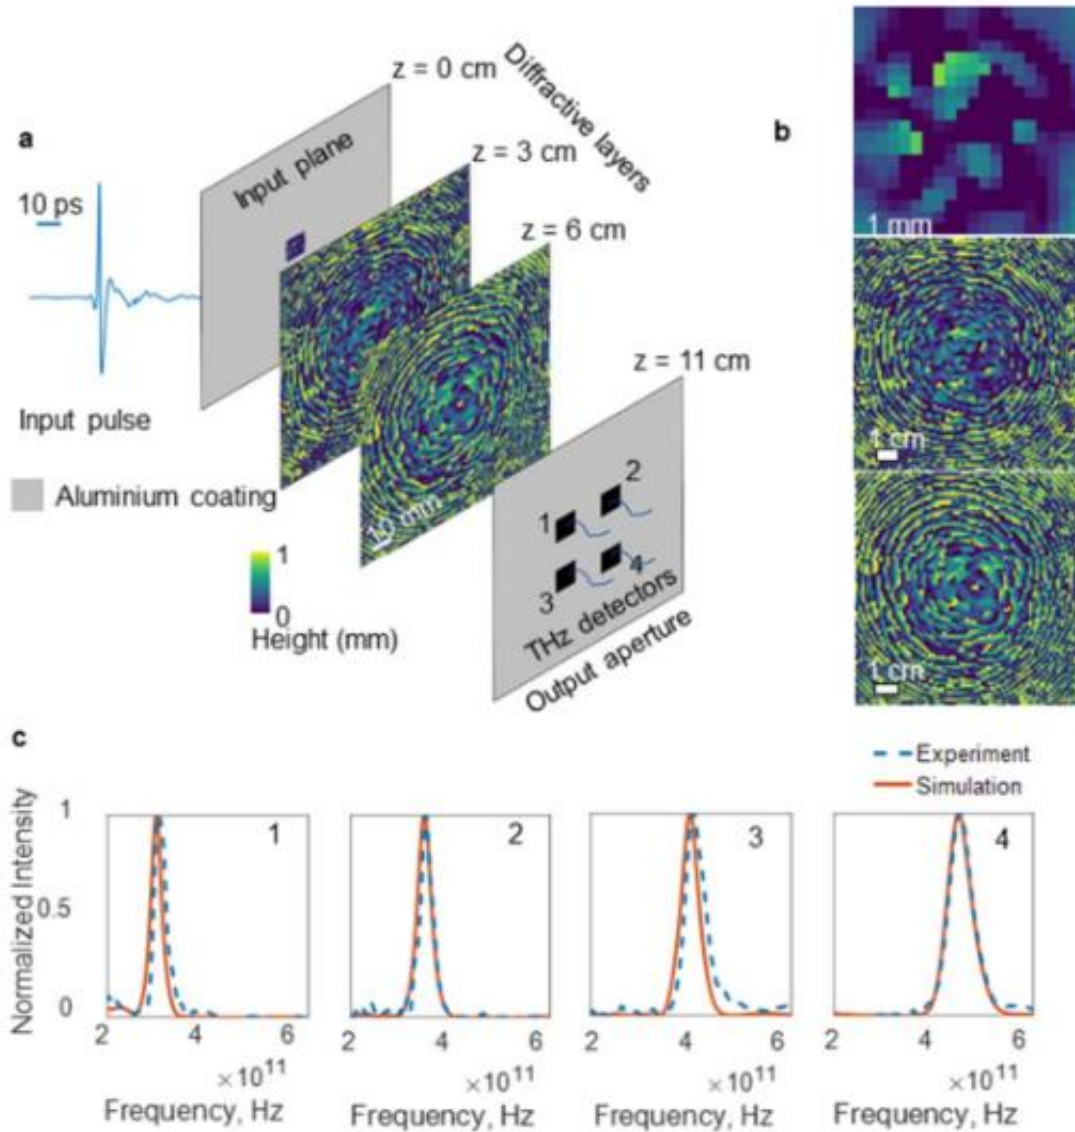 a
10 ps
Input pulse
Aluminium coating
z = 0 cm
Input plane
Diffractive layers
z = 3 cm
z = 6 cm
10 mm
1
0
Height (mm)
z = 11 cm
1
2
3
4
THz detectors
Output aperture
b
1 mm
1 cm
1 cm
c
Experiment
Simulation
Normalized Intensity
1
0.5
0
1
2
3
4
2 4 6
2 4 6
2 4 6
2 4 6
×10¹¹
×10¹¹
×10¹¹
×10¹¹
Frequency, Hz
Frequency, Hz
Frequency, Hz
Frequency, Hz